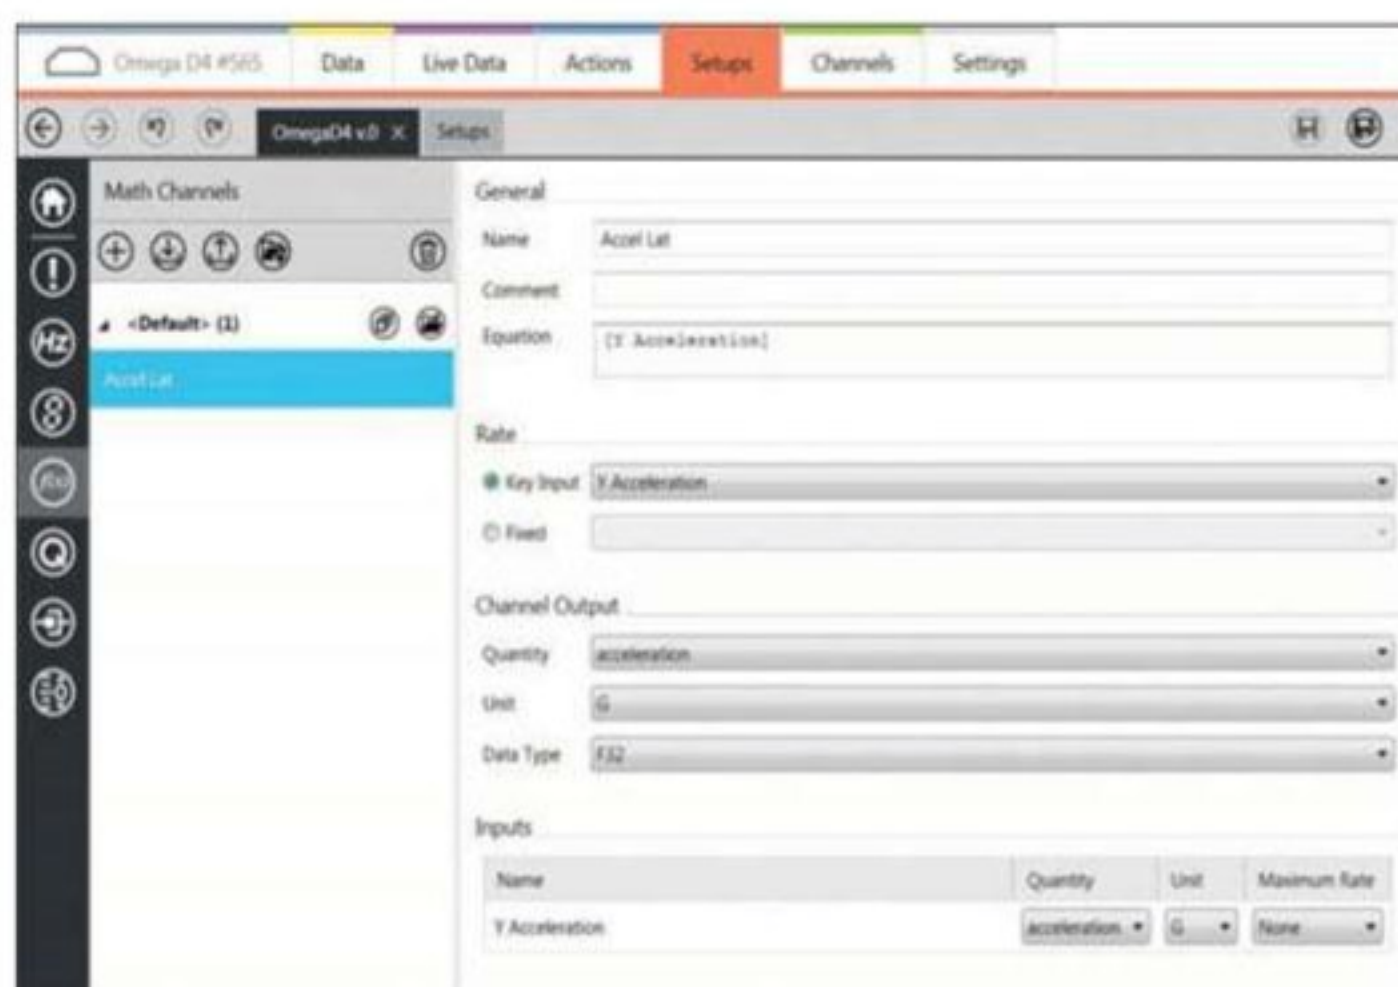 Omega D4 #565 Data Live Data Actions Setups Channels Settings
OmegaD4 v.0 X Setups
Math Channels
General
Name Accel Lat
Comment
<Default> (1)
Equation [Y Acceleration]
Accel Lat
Rate
Key Input Y Acceleration
Fixed
Channel Output
Quantity acceleration
Unit G
Data Type F32
Inputs
Name Quantity Unit Maximum Rate
Y Acceleration acceleration G None
Hz
8
f(x)
Q